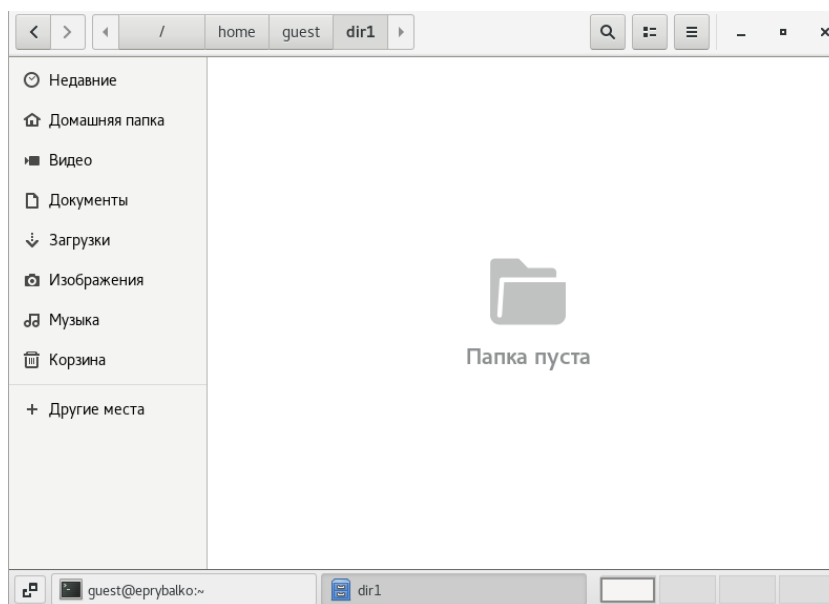 / home guest dir1
Недавние
Домашняя папка
Видео
Документы
Загрузки
Изображения
Музыка
Корзина
Другие места
Папка пуста
guest@eprybalko:~ dir1